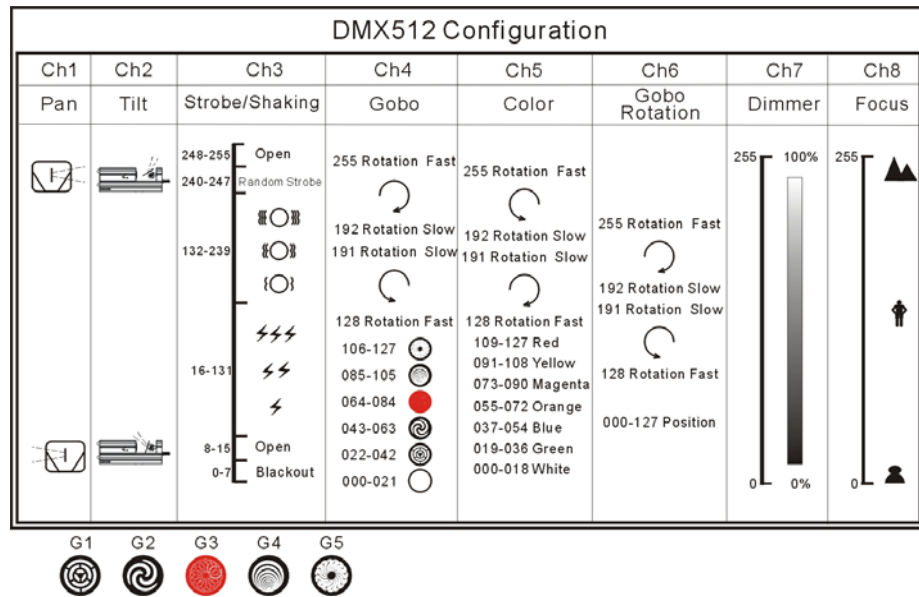 DMX512 Configuration
Ch1 Ch2 Ch3 Ch4 Ch5 Ch6 Ch7 Ch8
Pan Tilt Strobe/Shaking Gobo Color Gobo Rotation Dimmer Focus
248-255 Open
240-247 Random Strobe
132-239
16-131
8-15 Open
0-7 Blackout
255 Rotation Fast
192 Rotation Slow
191 Rotation Slow
128 Rotation Fast
106-127
085-105
064-084
043-063
022-042
000-021
255 Rotation Fast
192 Rotation Slow
191 Rotation Slow
128 Rotation Fast
109-127 Red
091-108 Yellow
073-090 Magenta
055-072 Orange
037-054 Blue
019-036 Green
000-018 White
255 Rotation Fast
192 Rotation Slow
191 Rotation Slow
128 Rotation Fast
000-127 Position
255 100%
0 0%
255
0
G1 G2 G3 G4 G5